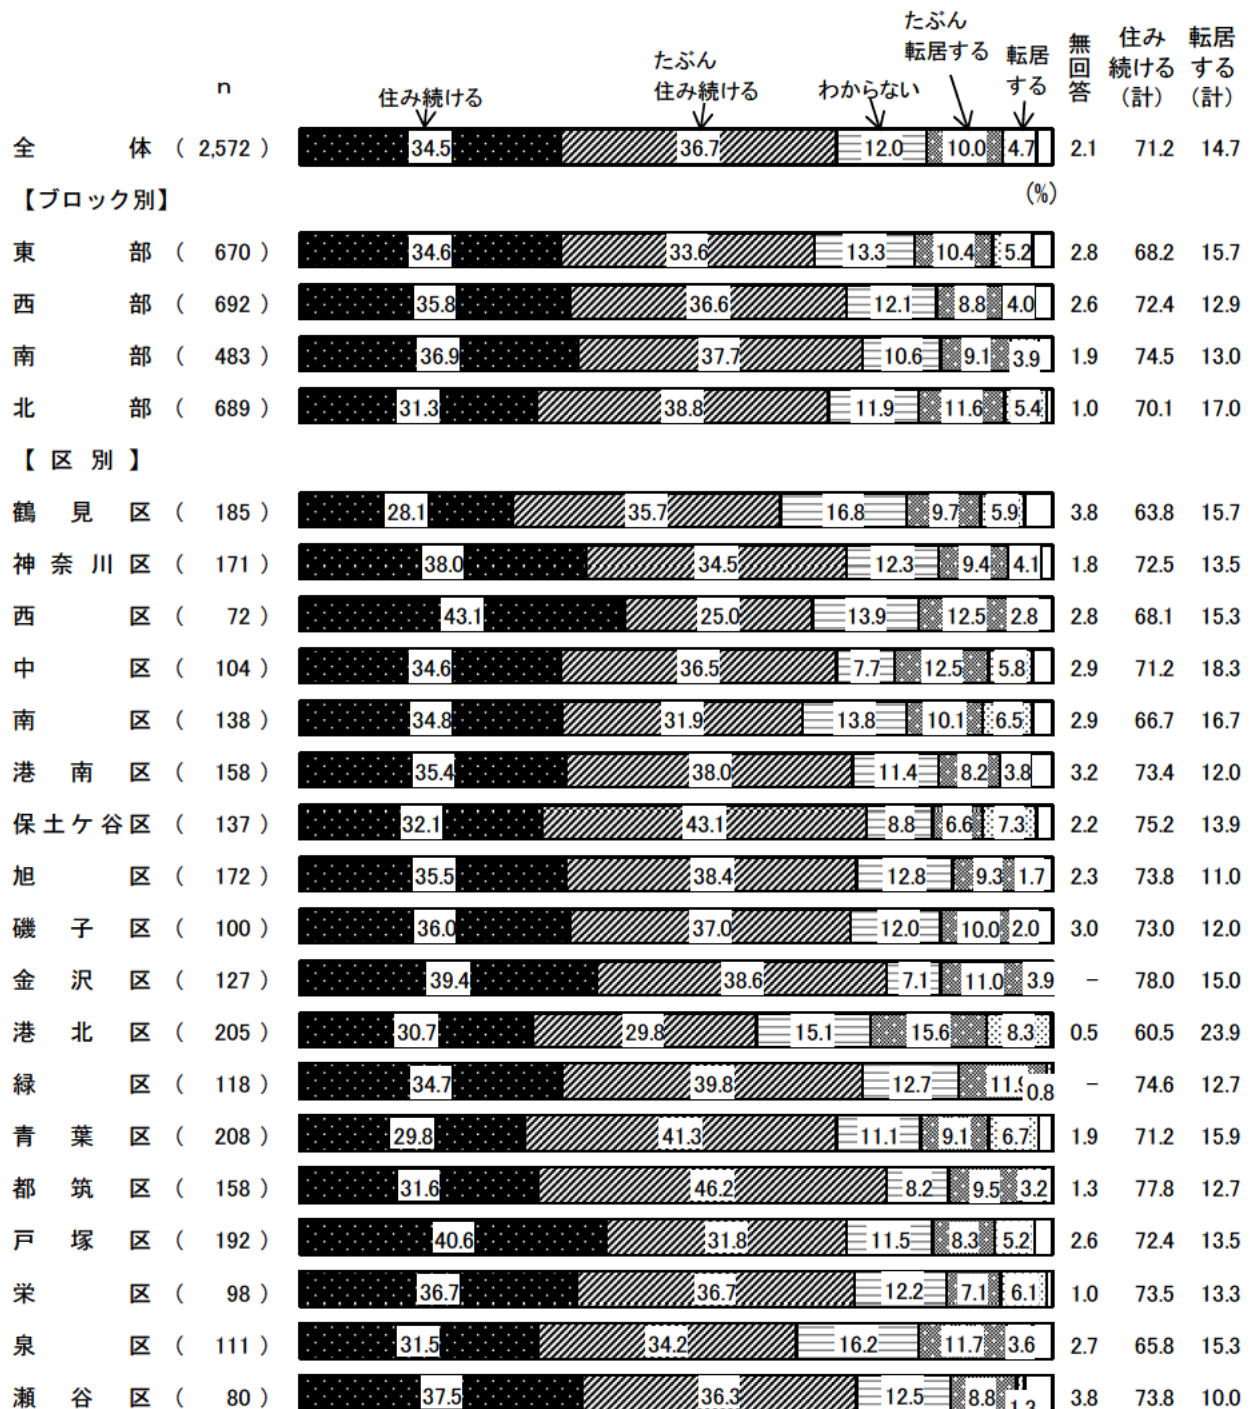 n 住み続ける たぶん住み続ける わからない たぶん転居する 転居する 無回答 住み続ける（計） 転居する（計）
全体 （ 2,572 ） 34.5 36.7 12.0 10.0 4.7 2.1 71.2 14.7
【ブロック別】 (%)
東部 （ 670 ） 34.6 33.6 13.3 10.4 5.2 2.8 68.2 15.7
西部 （ 692 ） 35.8 36.6 12.1 8.8 4.0 2.6 72.4 12.9
南部 （ 483 ） 36.9 37.7 10.6 9.1 3.9 1.9 74.5 13.0
北部 （ 689 ） 31.3 38.8 11.9 11.6 5.4 1.0 70.1 17.0
【区別】
鶴見区 （ 185 ） 28.1 35.7 16.8 9.7 5.9 3.8 63.8 15.7
神奈川区 （ 171 ） 38.0 34.5 12.3 9.4 4.1 1.8 72.5 13.5
西区 （ 72 ） 43.1 25.0 13.9 12.5 2.8 2.8 68.1 15.3
中区 （ 104 ） 34.6 36.5 7.7 12.5 5.8 2.9 71.2 18.3
南区 （ 138 ） 34.8 31.9 13.8 10.1 6.5 2.9 66.7 16.7
港南区 （ 158 ） 35.4 38.0 11.4 8.2 3.8 3.2 73.4 12.0
保土ケ谷区 （ 137 ） 32.1 43.1 8.8 6.6 7.3 2.2 75.2 13.9
旭区 （ 172 ） 35.5 38.4 12.8 9.3 1.7 2.3 73.8 11.0
磯子区 （ 100 ） 36.0 37.0 12.0 10.0 2.0 3.0 73.0 12.0
金沢区 （ 127 ） 39.4 38.6 7.1 11.0 3.9 － 78.0 15.0
港北区 （ 205 ） 30.7 29.8 15.1 15.6 8.3 0.5 60.5 23.9
緑区 （ 118 ） 34.7 39.8 12.7 11.9 0.8 － 74.6 12.7
青葉区 （ 208 ） 29.8 41.3 11.1 9.1 6.7 1.9 71.2 15.9
都筑区 （ 158 ） 31.6 46.2 8.2 9.5 3.2 1.3 77.8 12.7
戸塚区 （ 192 ） 40.6 31.8 11.5 8.3 5.2 2.6 72.4 13.5
栄区 （ 98 ） 36.7 36.7 12.2 7.1 6.1 1.0 73.5 13.3
泉区 （ 111 ） 31.5 34.2 16.2 11.7 3.6 2.7 65.8 15.3
瀬谷区 （ 80 ） 37.5 36.3 12.5 8.8 3.8 73.8 10.0